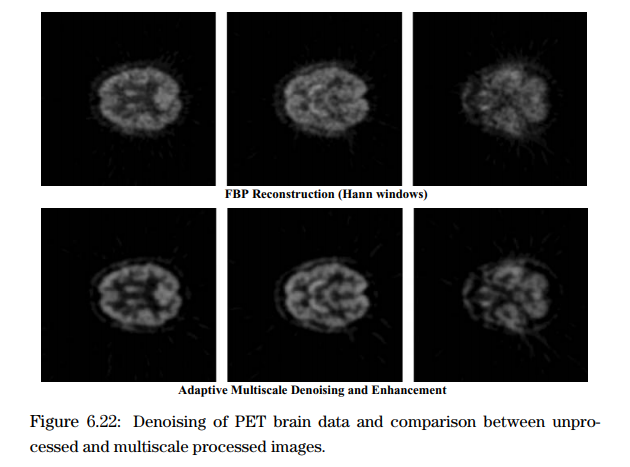 FBP Reconstruction (Hann windows)
Adaptive Multiscale Denoising and Enhancement
Figure 6.22: Denoising of PET brain data and comparison between unpro-
cessed and multiscale processed images.